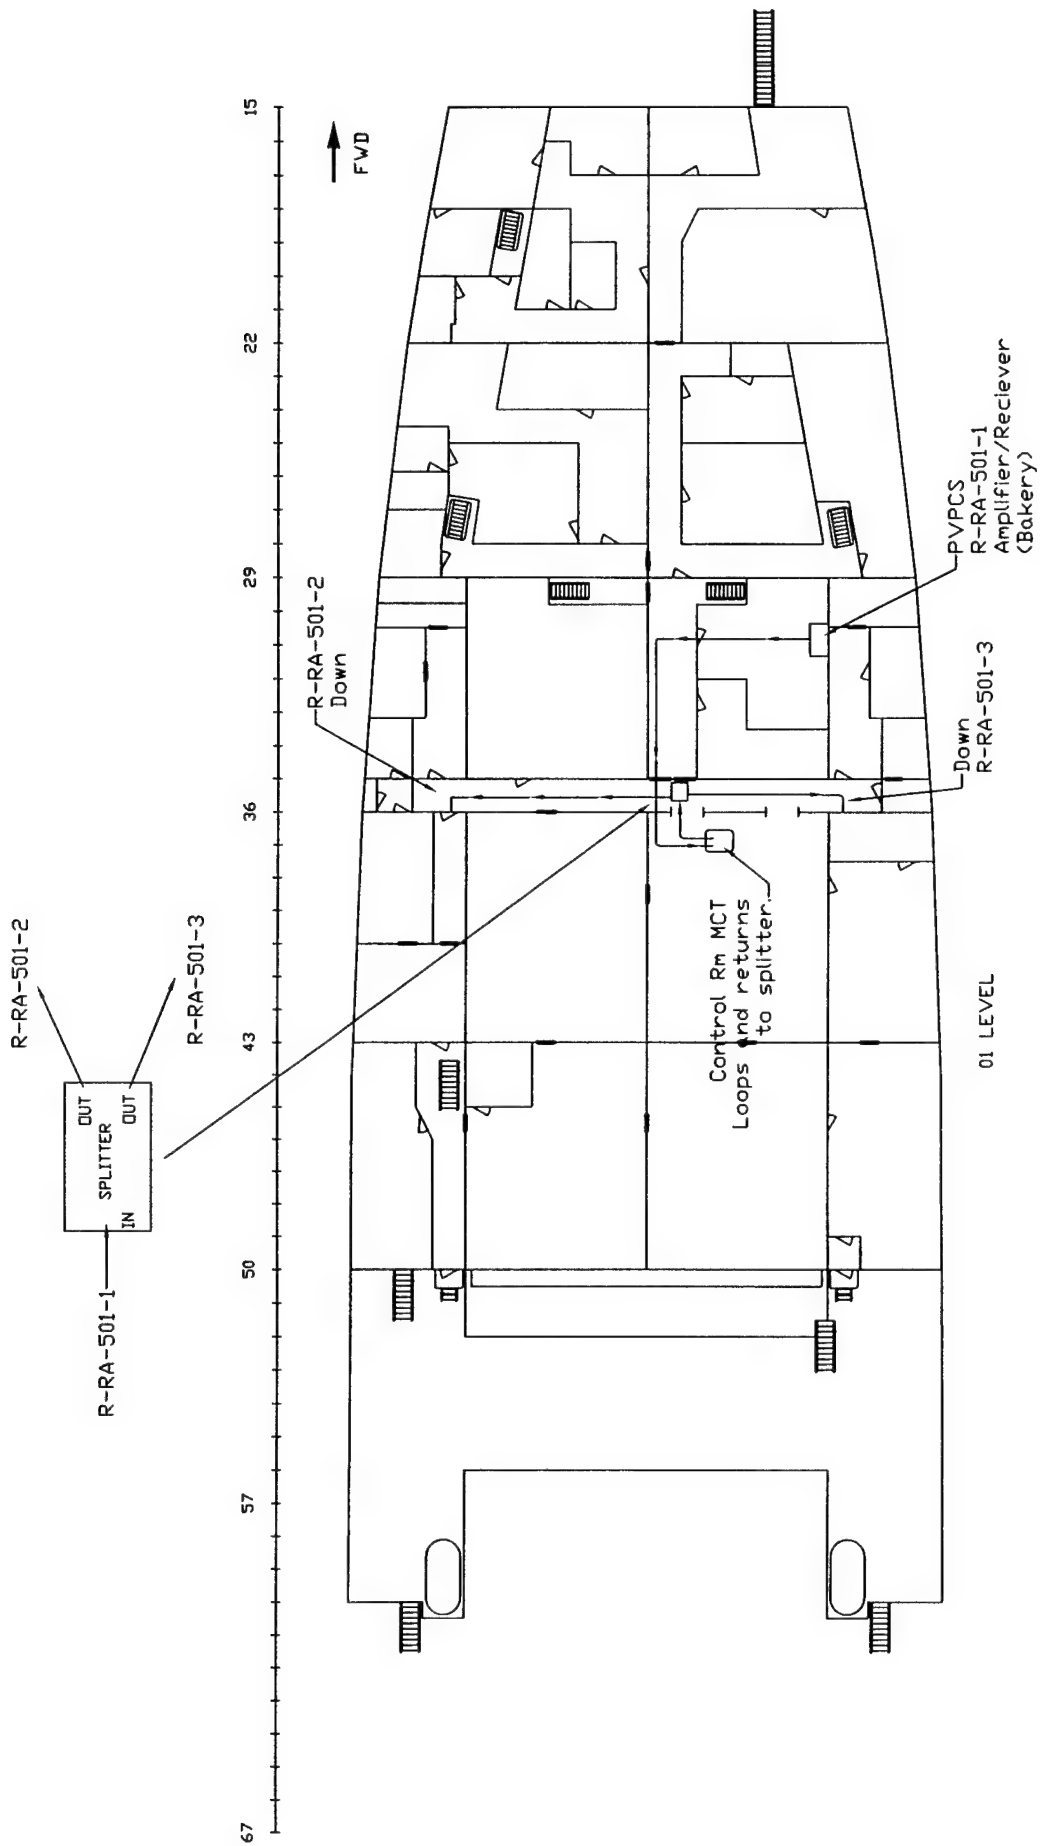 R-RA-501-1
IN
SPLITTER
OUT
OUT
R-RA-501-2
R-RA-501-3
67
57
50
43
36
29
22
15
FWD
R-RA-501-2
Down
Control Rm MCT
Loops and returns
to splitter.
Down
R-RA-501-3
PVPCS
R-RA-501-1
Amplifier/Reciever
(Bakery)
01 LEVEL